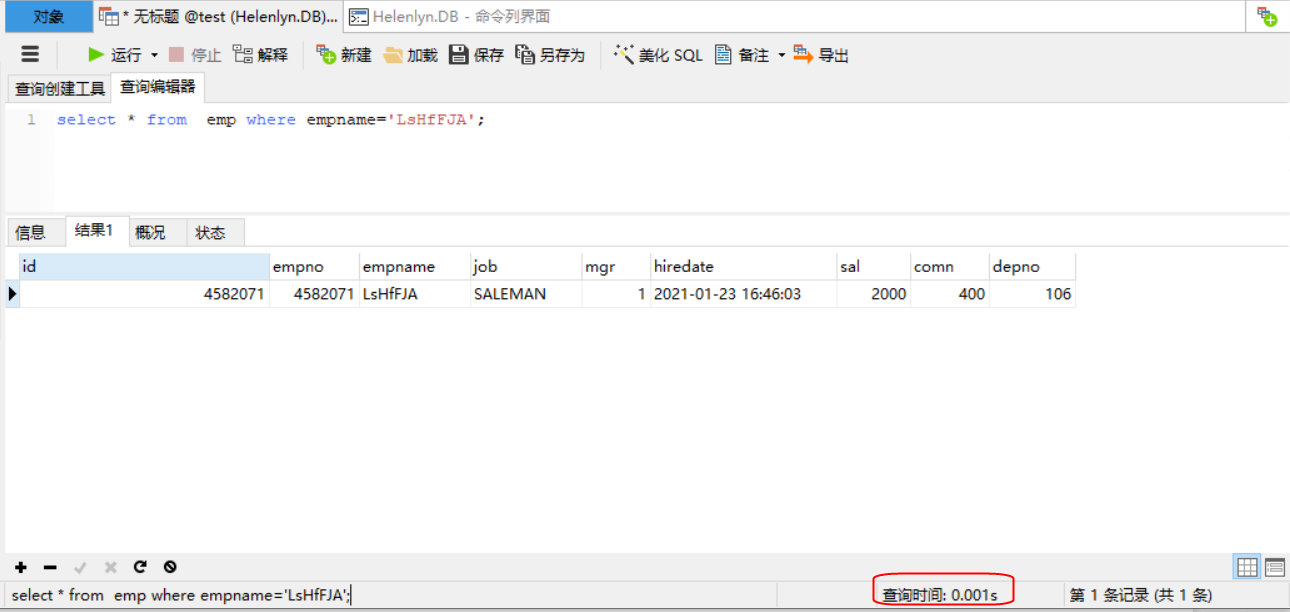 对象 * 无标题 @test (Helenlyn.DB)... Helenlyn.DB - 命令列界面
运行 停止 解释 新建 加载 保存 另存为 美化 SQL 备注 导出
查询创建工具 查询编辑器
1 select * from  emp where empname='LsHfFJA';
信息 结果1 概况 状态
id empno empname job mgr hiredate sal comn depno
4582071 4582071 LsHfFJA SALEMAN 1 2021-01-23 16:46:03 2000 400 106
select * from  emp where empname='LsHfFJA'; 查询时间: 0.001s 第 1 条记录 (共 1 条)